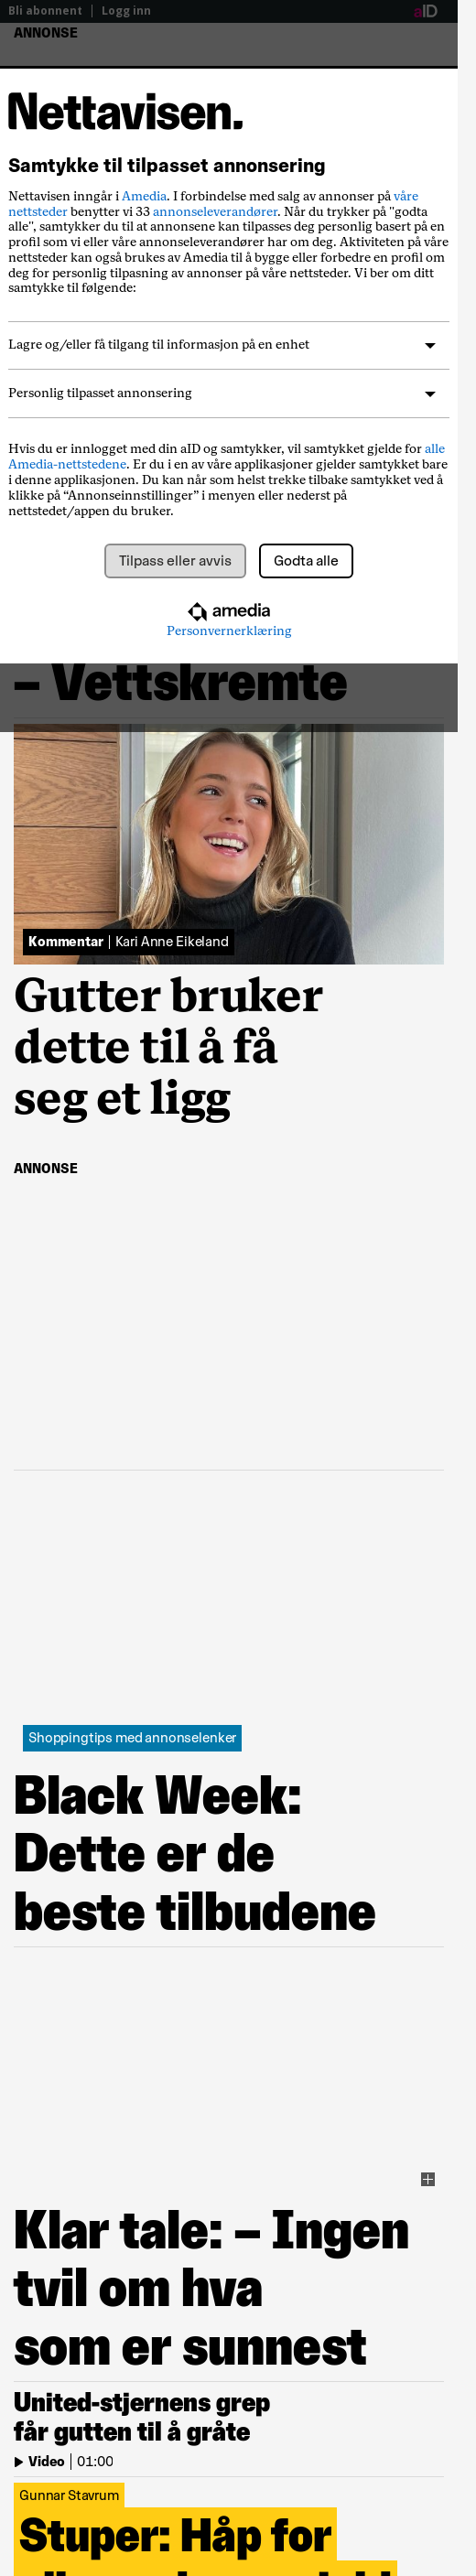 Bli abonnent Logg inn aID
ANNONSE
Nettavisen.
Samtykke til tilpasset annonsering
Nettavisen inngår i Amedia. I forbindelse med salg av annonser på våre
nettsteder benytter vi 33 annonseleverandører. Når du trykker på "godta
alle", samtykker du til at annonsene kan tilpasses deg personlig basert på en
profil som vi eller våre annonseleverandører har om deg. Aktiviteten på våre
nettsteder kan også brukes av Amedia til å bygge eller forbedre en profil om
deg for personlig tilpasning av annonser på våre nettsteder. Vi ber om ditt
samtykke til følgende:
Lagre og/eller få tilgang til informasjon på en enhet
Personlig tilpasset annonsering
Hvis du er innlogget med din aID og samtykker, vil samtykket gjelde for alle
Amedia-nettstedene. Er du i en av våre applikasjoner gjelder samtykket bare
i denne applikasjonen. Du kan når som helst trekke tilbake samtykket ved å
klikke på “Annonseinnstillinger” i menyen eller nederst på
nettstedet/appen du bruker.
Tilpass eller avvis Godta alle
amedia
Personvernerklæring
– Vettskremte
Kommentar Kari Anne Eikeland
Gutter bruker
dette til å få
seg et ligg
ANNONSE
Shoppingtips med annonselenker
Black Week:
Dette er de
beste tilbudene
Klar tale: – Ingen
tvil om hva
som er sunnest
United-stjernens grep
får gutten til å gråte
Video 01:00
Gunnar Stavrum
Stuper: Håp for